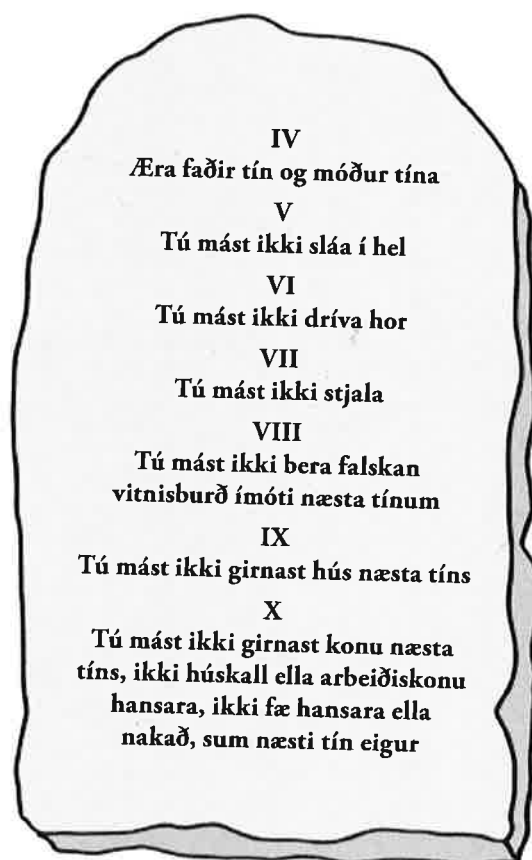 IV
Æra faðir tín og móður tína
V
Tú mást ikki sláa í hel
VI
Tú mást ikki dríva hor
VII
Tú mást ikki stjala
VIII
Tú mást ikki bera falskan
vitnisburð ímóti næsta tínum
IX
Tú mást ikki girnast hús næsta tíns
X
Tú mást ikki girnast konu næsta
tíns, ikki húskall ella arbeiðiskonu
hansara, ikki fæ hansara ella
nakað, sum næsti tín eigur